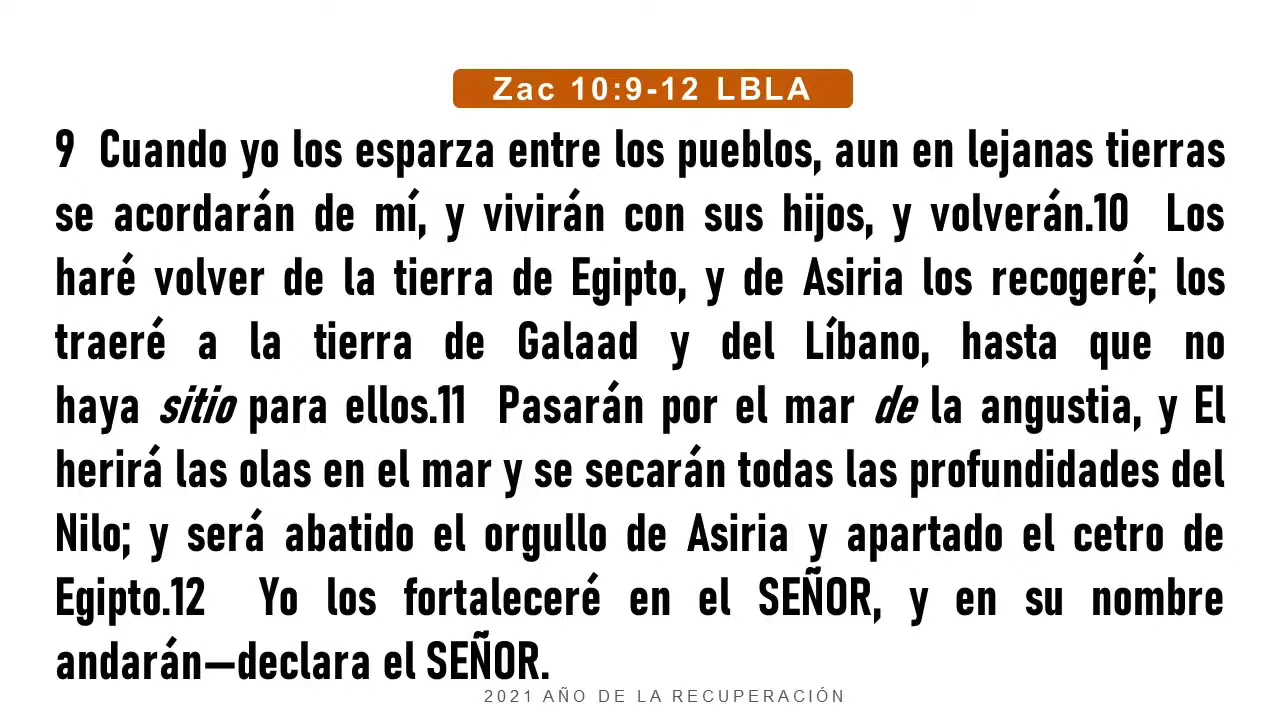 Zac 10:9-12 LBLA
9 Cuando yo los esparza entre los pueblos, aun en lejanas tierras
se acordarán de mí, y vivirán con sus hijos, y volverán.10 Los
haré volver de la tierra de Egipto, y de Asiria los recogeré; los
traeré a la tierra de Galaad y del Líbano, hasta que no
haya sitio para ellos.11 Pasarán por el mar de la angustia, y El
herirá las olas en el mar y se secarán todas las profundidades del
Nilo; y será abatido el orgullo de Asiria y apartado el cetro de
Egipto.12 Yo los fortaleceré en el SEÑOR, y en su nombre
andarán—declara el SEÑOR.
2021 AÑO DE LA RECUPERACIÓN